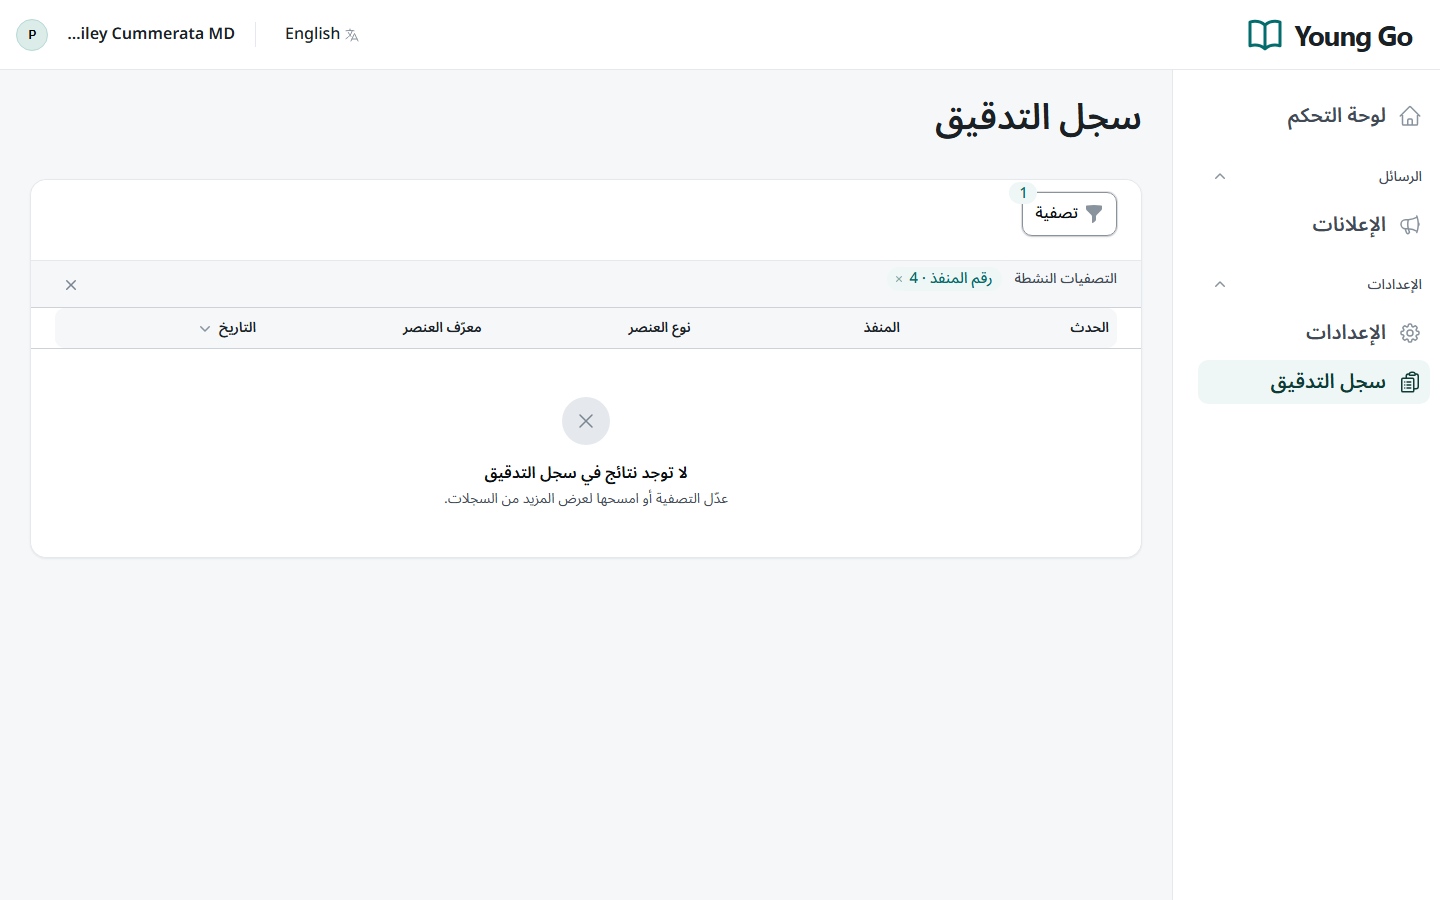 Young Go
English
...iley Cummerata MD
P
لوحة التحكم
الرسائل
الإعلانات
الإعدادات
الإعدادات
سجل التدقيق
سجل التدقيق
تصفية
1
التصفيات النشطة
رقم المنفذ · 4 ×
الحدث
المنفذ
نوع العنصر
معرّف العنصر
التاريخ
لا توجد نتائج في سجل التدقيق
عدّل التصفية أو امسحها لعرض المزيد من السجلات.